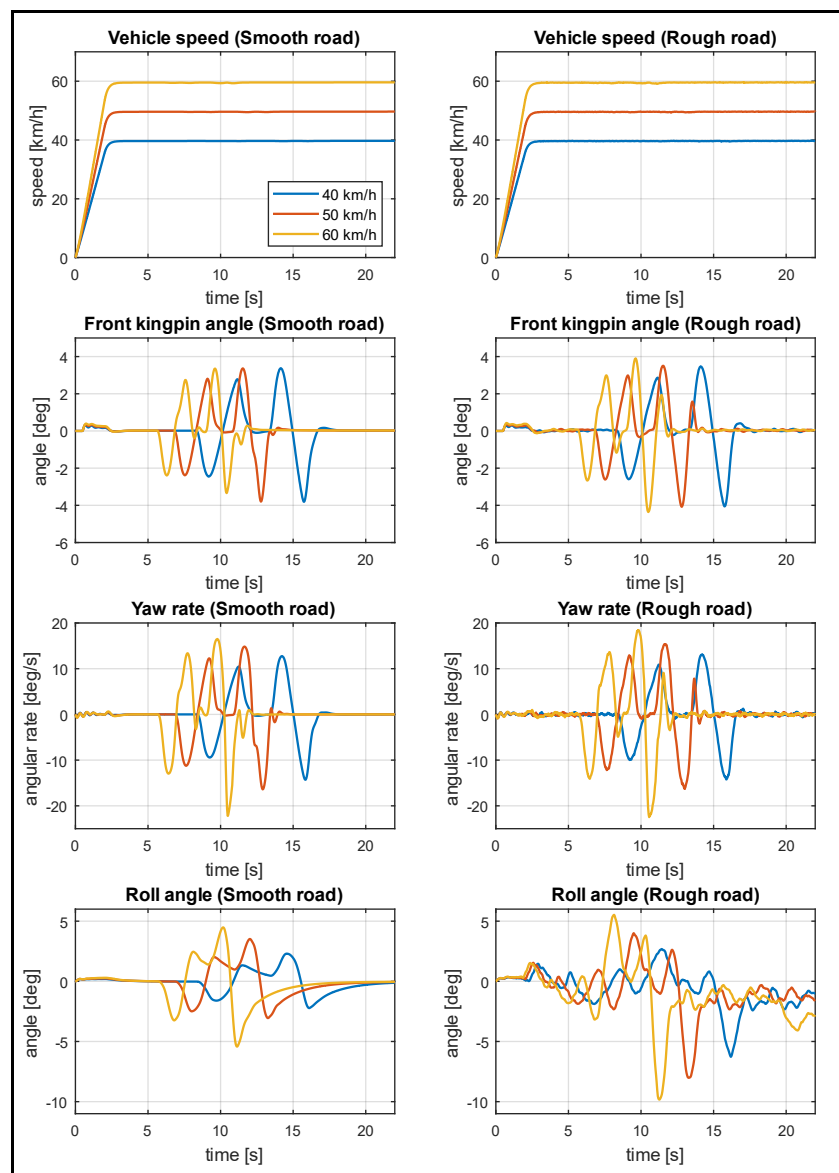 Vehicle speed (Smooth road)
60
40
20
0
speed [km/h]
40 km/h
50 km/h
60 km/h
0 5 10 15 20
time [s]
Vehicle speed (Rough road)
60
40
20
0
speed [km/h]
0 5 10 15 20
time [s]
Front kingpin angle (Smooth road)
4
2
0
-2
-4
-6
angle [deg]
0 5 10 15 20
time [s]
Front kingpin angle (Rough road)
4
2
0
-2
-4
-6
angle [deg]
0 5 10 15 20
time [s]
Yaw rate (Smooth road)
20
10
0
-10
-20
angular rate [deg/s]
0 5 10 15 20
time [s]
Yaw rate (Rough road)
20
10
0
-10
-20
angular rate [deg/s]
0 5 10 15 20
time [s]
Roll angle (Smooth road)
5
0
-5
-10
angle [deg]
0 5 10 15 20
time [s]
Roll angle (Rough road)
5
0
-5
-10
angle [deg]
0 5 10 15 20
time [s]